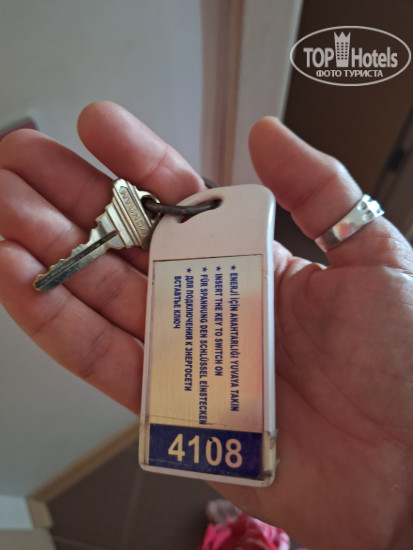 TOP Hotels
ФОТО ТУРИСТА
★ ENERJİ İÇİN ANAHTARLIĞI YUVAYA TAKIN
★ INSERT THE KEY TO SWITCH ON
★ FÜR SPANNUNG DEN SCHLÜSSEL EINSTECKEN
★ ДЛЯ ПОДКЛЮЧЕНИЯ К ЭНЕРГОСЕТИ
ВСТАВТЬЕ КЛЮЧ
4108